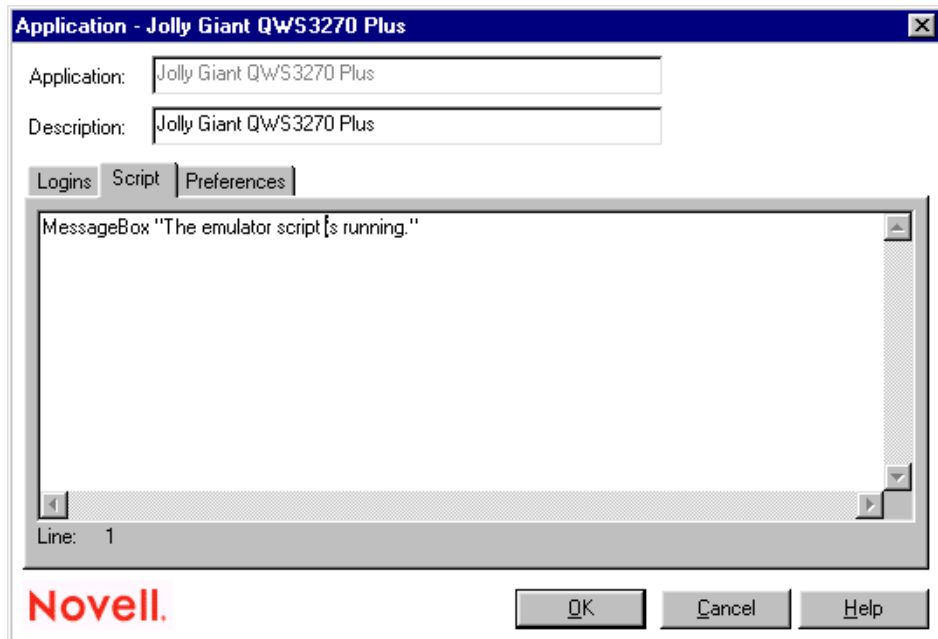 Application - Jolly Giant QWS3270 Plus
Application: Jolly Giant QWS3270 Plus
Description: Jolly Giant QWS3270 Plus
Logins Script Preferences
MessageBox "The emulator script is running."
Line: 1
Novell.
OK Cancel Help